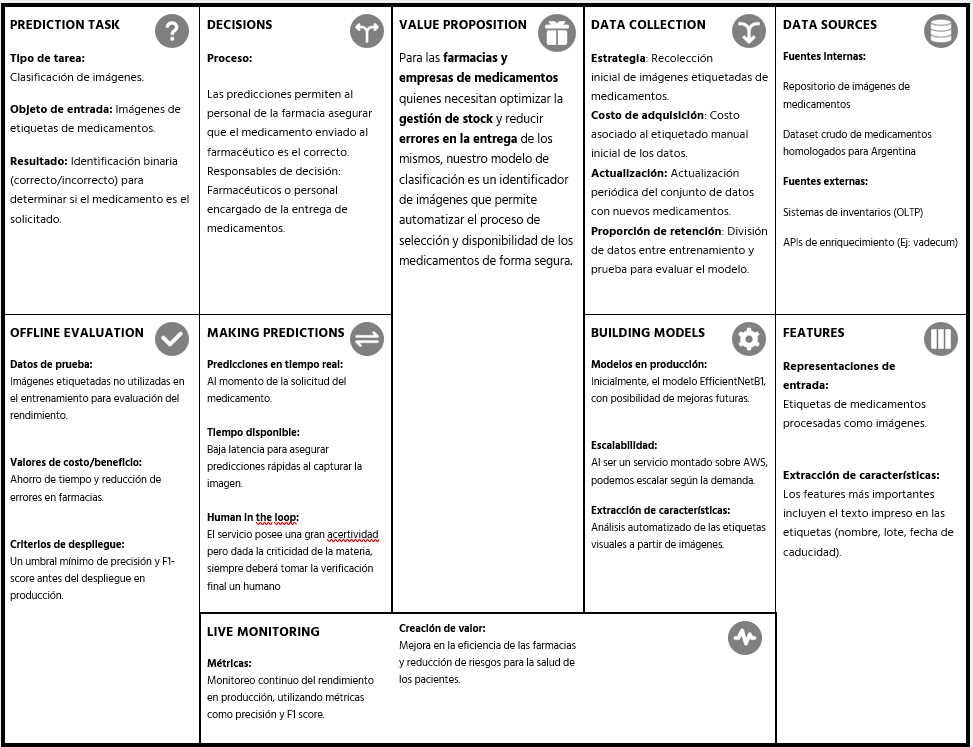 PREDICTION TASK
Tipo de tarea:
Clasificación de imágenes.
Objeto de entrada: Imágenes de
etiquetas de medicamentos.
Resultado: Identificación binaria
(correcto/incorrecto) para
determinar si el medicamento es el
solicitado.
DECISIONS
Proceso:
Las predicciones permiten al
personal de la farmacia asegurar
que el medicamento enviado al
farmacéutico es el correcto.
Responsables de decisión:
Farmacéuticos o personal
encargado de la entrega de
medicamentos.
VALUE PROPOSITION
Para las farmacias y
empresas de medicamentos
quienes necesitan optimizar la
gestión de stock y reducir
errores en la entrega de los
mismos, nuestro modelo de
clasificación es un identificador
de imágenes que permite
automatizar el proceso de
selección y disponibilidad de los
medicamentos de forma segura.
DATA COLLECTION
Estrategia: Recolección
inicial de imágenes etiquetadas de
medicamentos.
Costo de adquisición: Costo
asociado al etiquetado manual
inicial de los datos.
Actualización: Actualización
periódica del conjunto de datos
con nuevos medicamentos.
Proporción de retención: División
de datos entre entrenamiento y
prueba para evaluar el modelo.
DATA SOURCES
Fuentes internas:
Repositorio de imágenes de
medicamentos
Dataset crudo de medicamentos
homologados para Argentina
Fuentes externas:
Sistemas de inventarios (OLTP)
APIs de enriquecimiento (Ej: vadecum)
OFFLINE EVALUATION
Datos de prueba:
Imágenes etiquetadas no utilizadas en
el entrenamiento para evaluación del
rendimiento.
Valores de costo/beneficio:
Ahorro de tiempo y reducción de
errores en farmacias.
Criterios de despliegue:
Un umbral mínimo de precisión y F1-
score antes del despliegue en
producción.
MAKING PREDICTIONS
Predicciones en tiempo real:
Al momento de la solicitud del
medicamento.
Tiempo disponible:
Baja latencia para asegurar
predicciones rápidas al capturar la
imagen.
Human in the loop:
El servicio posee una gran acertividad
pero dada la criticidad de la materia,
siempre deberá tomar la verificación
final un humano
BUILDING MODELS
Modelos en producción:
Inicialmente, el modelo EfficientNetB1,
con posibilidad de mejoras futuras.
Escalabilidad:
Al ser un servicio montado sobre AWS,
podemos escalar según la demanda.
Extracción de características:
Análisis automatizado de las etiquetas
visuales a partir de imágenes.
FEATURES
Representaciones de
entrada:
Etiquetas de medicamentos
procesadas como imágenes.
Extracción de características:
Los features más importantes
incluyen el texto impreso en las
etiquetas (nombre, lote, fecha de
caducidad).
LIVE MONITORING
Métricas:
Monitoreo continuo del rendimiento
en producción, utilizando métricas
como precisión y F1 score.
Creación de valor:
Mejora en la eficiencia de las farmacias
y reducción de riesgos para la salud de
los pacientes.